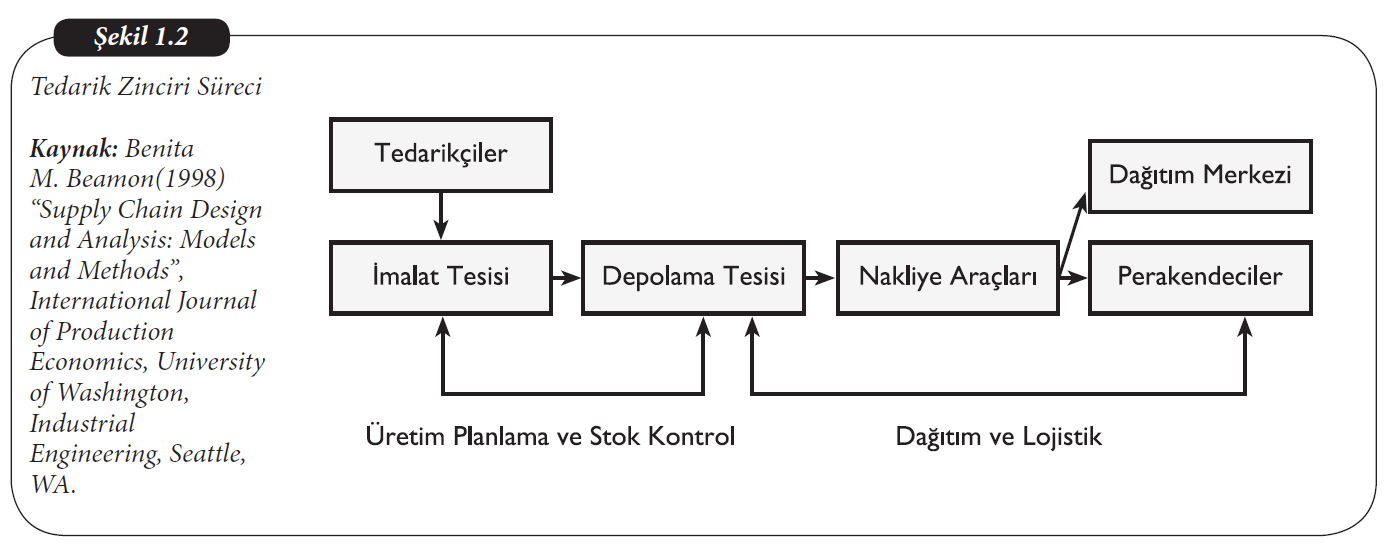 Şekil 1.2
Tedarik Zinciri Süreci
Kaynak: Benita
M. Beamon(1998)
“Supply Chain Design
and Analysis: Models
and Methods”,
International Journal
of Production
Economics, University
of Washington,
Industrial
Engineering, Seattle,
WA.
Tedarikçiler
Dağıtım Merkezi
İmalat Tesisi
Depolama Tesisi
Nakliye Araçları
Perakendeciler
Üretim Planlama ve Stok Kontrol
Dağıtım ve Lojistik